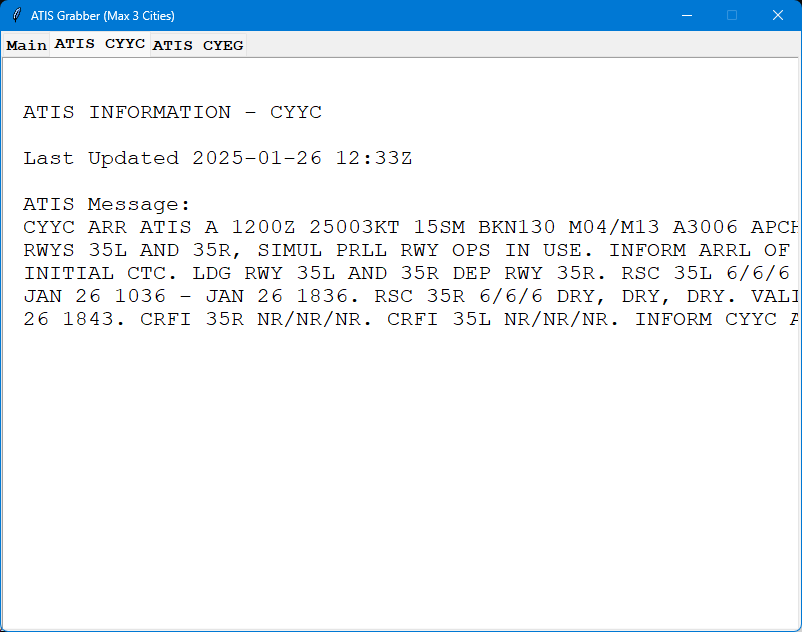 ATIS Grabber (Max 3 Cities)
Main ATIS CYYC ATIS CYEG
ATIS INFORMATION - CYYC
Last Updated 2025-01-26 12:33Z
ATIS Message:
CYYC ARR ATIS A 1200Z 25003KT 15SM BKN130 M04/M13 A3006
RWYS 35L AND 35R, SIMUL PRLL RWY OPS IN USE. INFORM ARRL OF
INITIAL CTC. LDG RWY 35L AND 35R DEP RWY 35R. RSC 35L 6/6/6
JAN 26 1036 - JAN 26 1836. RSC 35R 6/6/6 DRY, DRY, DRY.
26 1843. CRFI 35R NR/NR/NR. CRFI 35L NR/NR/NR. INFORM CYYC